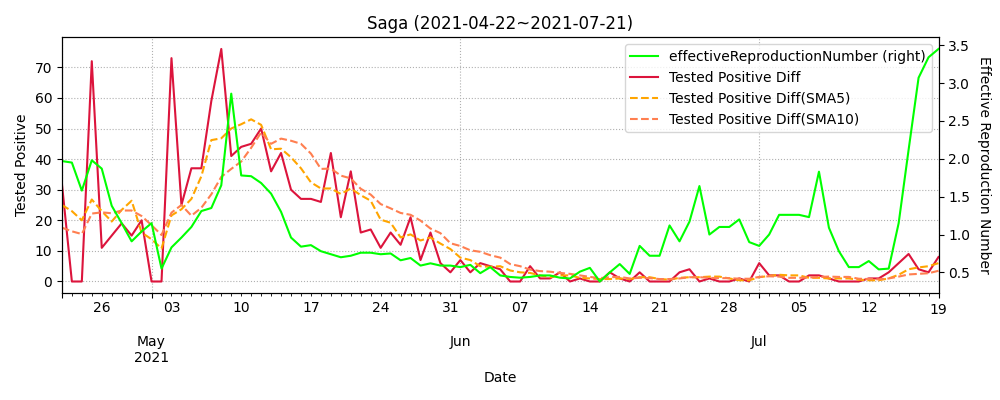 Saga (2021-04-22~2021-07-21)
effectiveReproductionNumber (right)
Tested Positive Diff
Tested Positive Diff(SMA5)
Tested Positive Diff(SMA10)
Tested Positive
70
60
50
40
30
20
10
0
3.5
3.0
2.5
2.0
1.5
1.0
0.5
Effective Reproduction Number
26 03 10 17 24 31 07 14 21 28 05 12 19
May Jun Jul
2021
Date